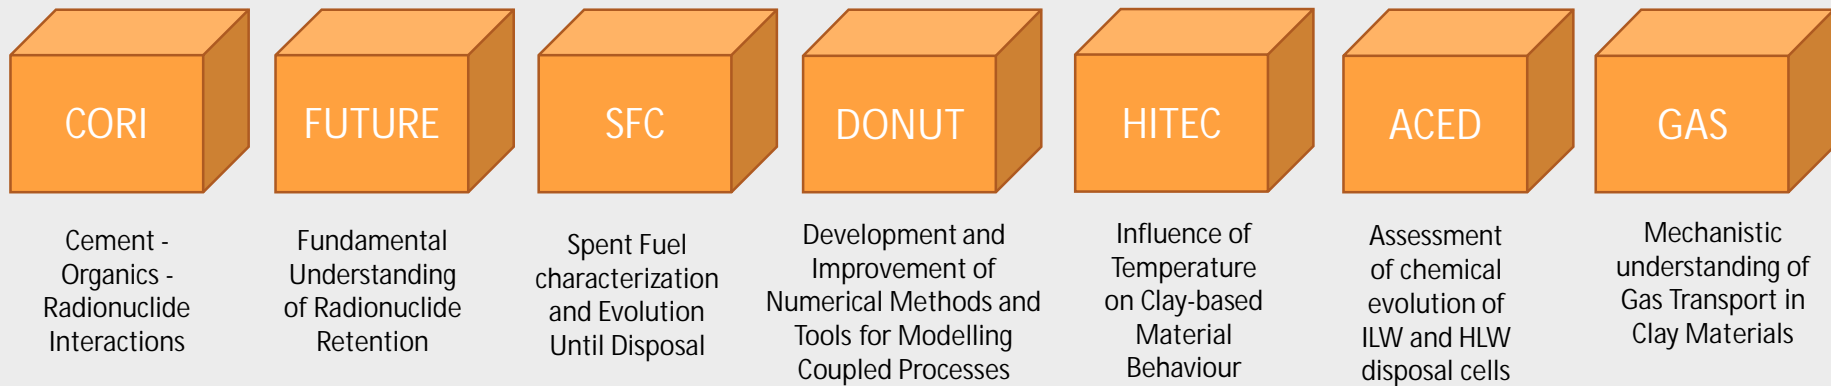 CORI
FUTURE
SFC
DONUT
HITEC
ACED
GAS
Cement -
Organics -
Radionuclide
Interactions
Fundamental
Understanding
of Radionuclide
Retention
Spent Fuel
characterization
and Evolution
Until Disposal
Development and
Improvement of
Numerical Methods and
Tools for Modelling
Coupled Processes
Influence of
Temperature
on Clay-based
Material
Behaviour
Assessment
of chemical
evolution of
ILW and HLW
disposal cells
Mechanistic
understanding of
Gas Transport in
Clay Materials